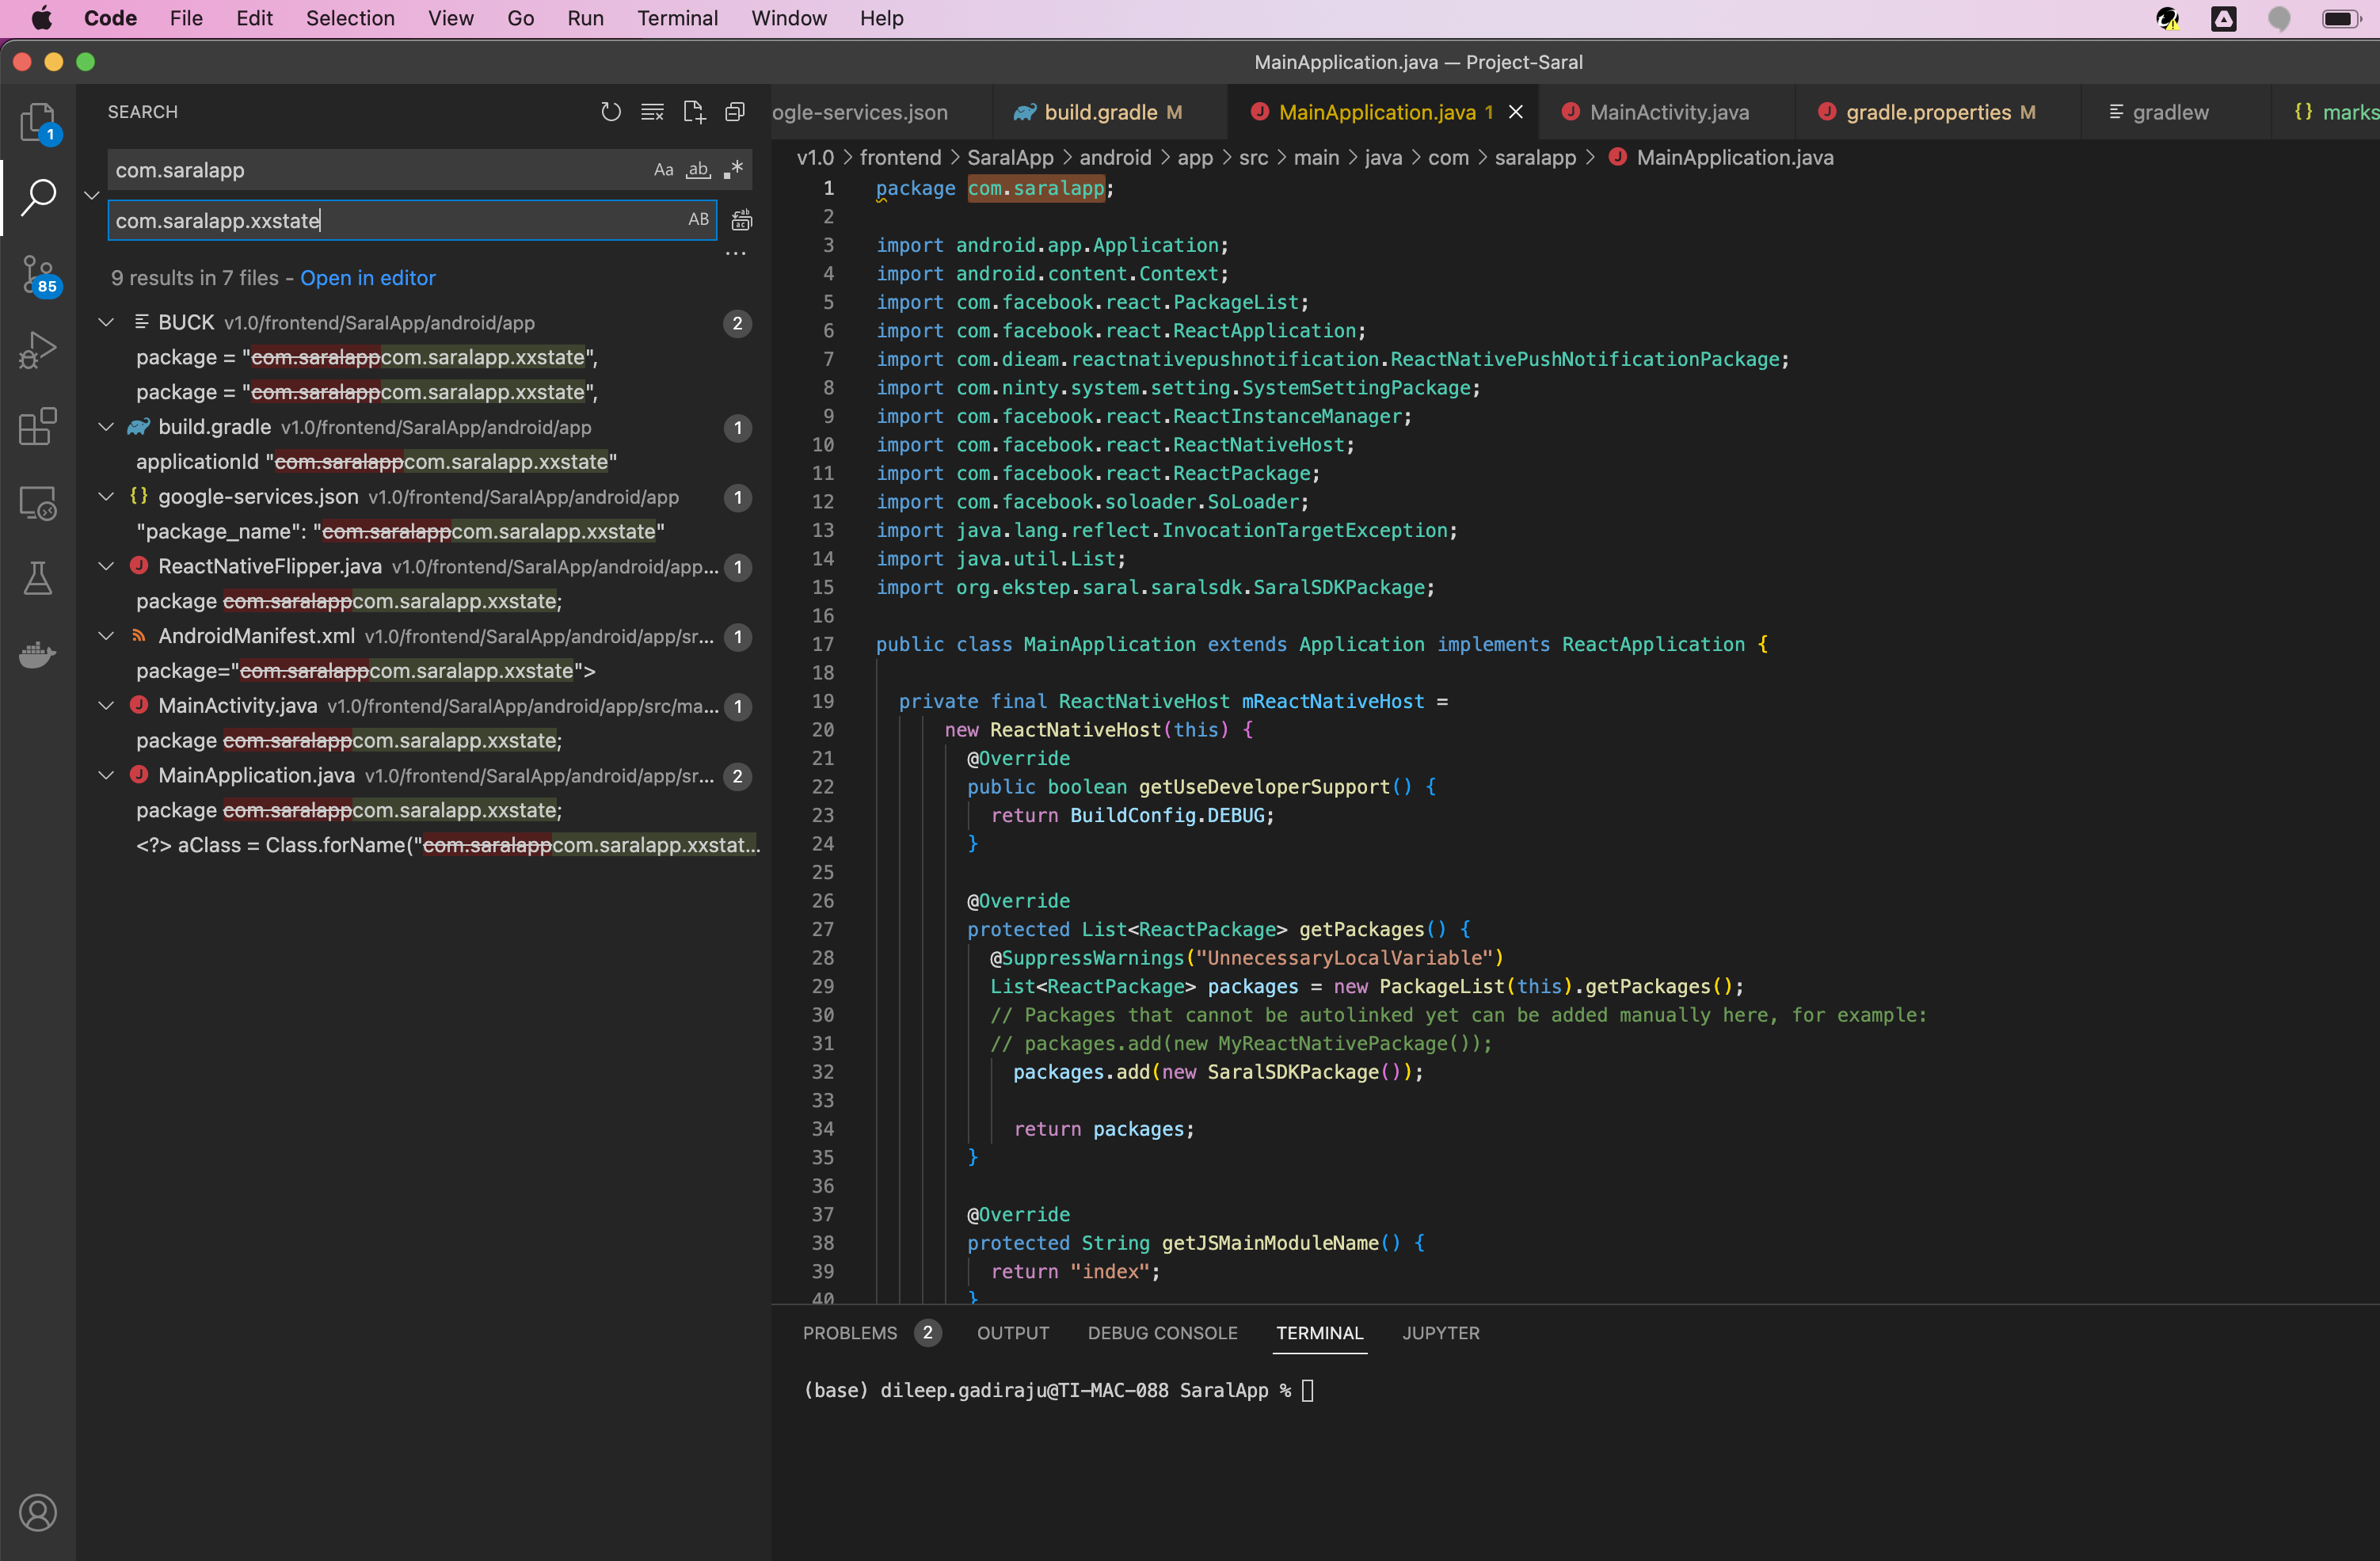 Code File Edit Selection View Go Run Terminal Window Help
MainApplication.java — Project-Saral
1
85
SEARCH
com.saralapp
Aa ab .*
com.saralapp.xxstate
AB
...
9 results in 7 files - Open in editor
BUCK v1.0/frontend/SaralApp/android/app 2
package = "com.saralappcom.saralapp.xxstate",
package = "com.saralappcom.saralapp.xxstate",
build.gradle v1.0/frontend/SaralApp/android/app 1
applicationId "com.saralappcom.saralapp.xxstate"
{} google-services.json v1.0/frontend/SaralApp/android/app 1
"package_name": "com.saralappcom.saralapp.xxstate"
J ReactNativeFlipper.java v1.0/frontend/SaralApp/android/app... 1
package com.saralappcom.saralapp.xxstate;
AndroidManifest.xml v1.0/frontend/SaralApp/android/app/sr... 1
package="com.saralappcom.saralapp.xxstate">
J MainActivity.java v1.0/frontend/SaralApp/android/app/src/ma... 1
package com.saralappcom.saralapp.xxstate;
J MainApplication.java v1.0/frontend/SaralApp/android/app/sr... 2
package com.saralappcom.saralapp.xxstate;
<?> aClass = Class.forName("com.saralappcom.saralapp.xxstat...
ogle-services.json build.gradle M J MainApplication.java 1 J MainActivity.java J gradle.properties M gradlew {} marks
v1.0 > frontend > SaralApp > android > app > src > main > java > com > saralapp > J MainApplication.java
1 package com.saralapp;
2
3 import android.app.Application;
4 import android.content.Context;
5 import com.facebook.react.PackageList;
6 import com.facebook.react.ReactApplication;
7 import com.dieam.reactnativepushnotification.ReactNativePushNotificationPackage;
8 import com.ninty.system.setting.SystemSettingPackage;
9 import com.facebook.react.ReactInstanceManager;
10 import com.facebook.react.ReactNativeHost;
11 import com.facebook.react.ReactPackage;
12 import com.facebook.soloader.SoLoader;
13 import java.lang.reflect.InvocationTargetException;
14 import java.util.List;
15 import org.ekstep.saral.saralsdk.SaralSDKPackage;
16
17 public class MainApplication extends Application implements ReactApplication {
18
19 private final ReactNativeHost mReactNativeHost =
20 new ReactNativeHost(this) {
21 @Override
22 public boolean getUseDeveloperSupport() {
23 return BuildConfig.DEBUG;
24 }
25
26 @Override
27 protected List<ReactPackage> getPackages() {
28 @SuppressWarnings("UnnecessaryLocalVariable")
29 List<ReactPackage> packages = new PackageList(this).getPackages();
30 // Packages that cannot be autolinked yet can be added manually here, for example:
31 // packages.add(new MyReactNativePackage());
32 packages.add(new SaralSDKPackage());
33
34 return packages;
35 }
36
37 @Override
38 protected String getJSMainModuleName() {
39 return "index";
40 }
PROBLEMS 2 OUTPUT DEBUG CONSOLE TERMINAL JUPYTER
(base) dileep.gadiraju@TI-MAC-088 SaralApp %